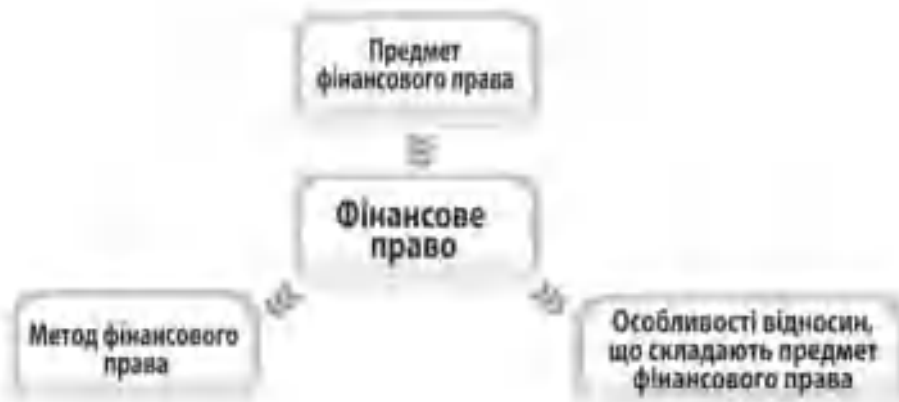 Предмет
фінансового права
Фінансове
право
Метод фінансового
права
Особливості відносин,
що складають предмет
фінансового права